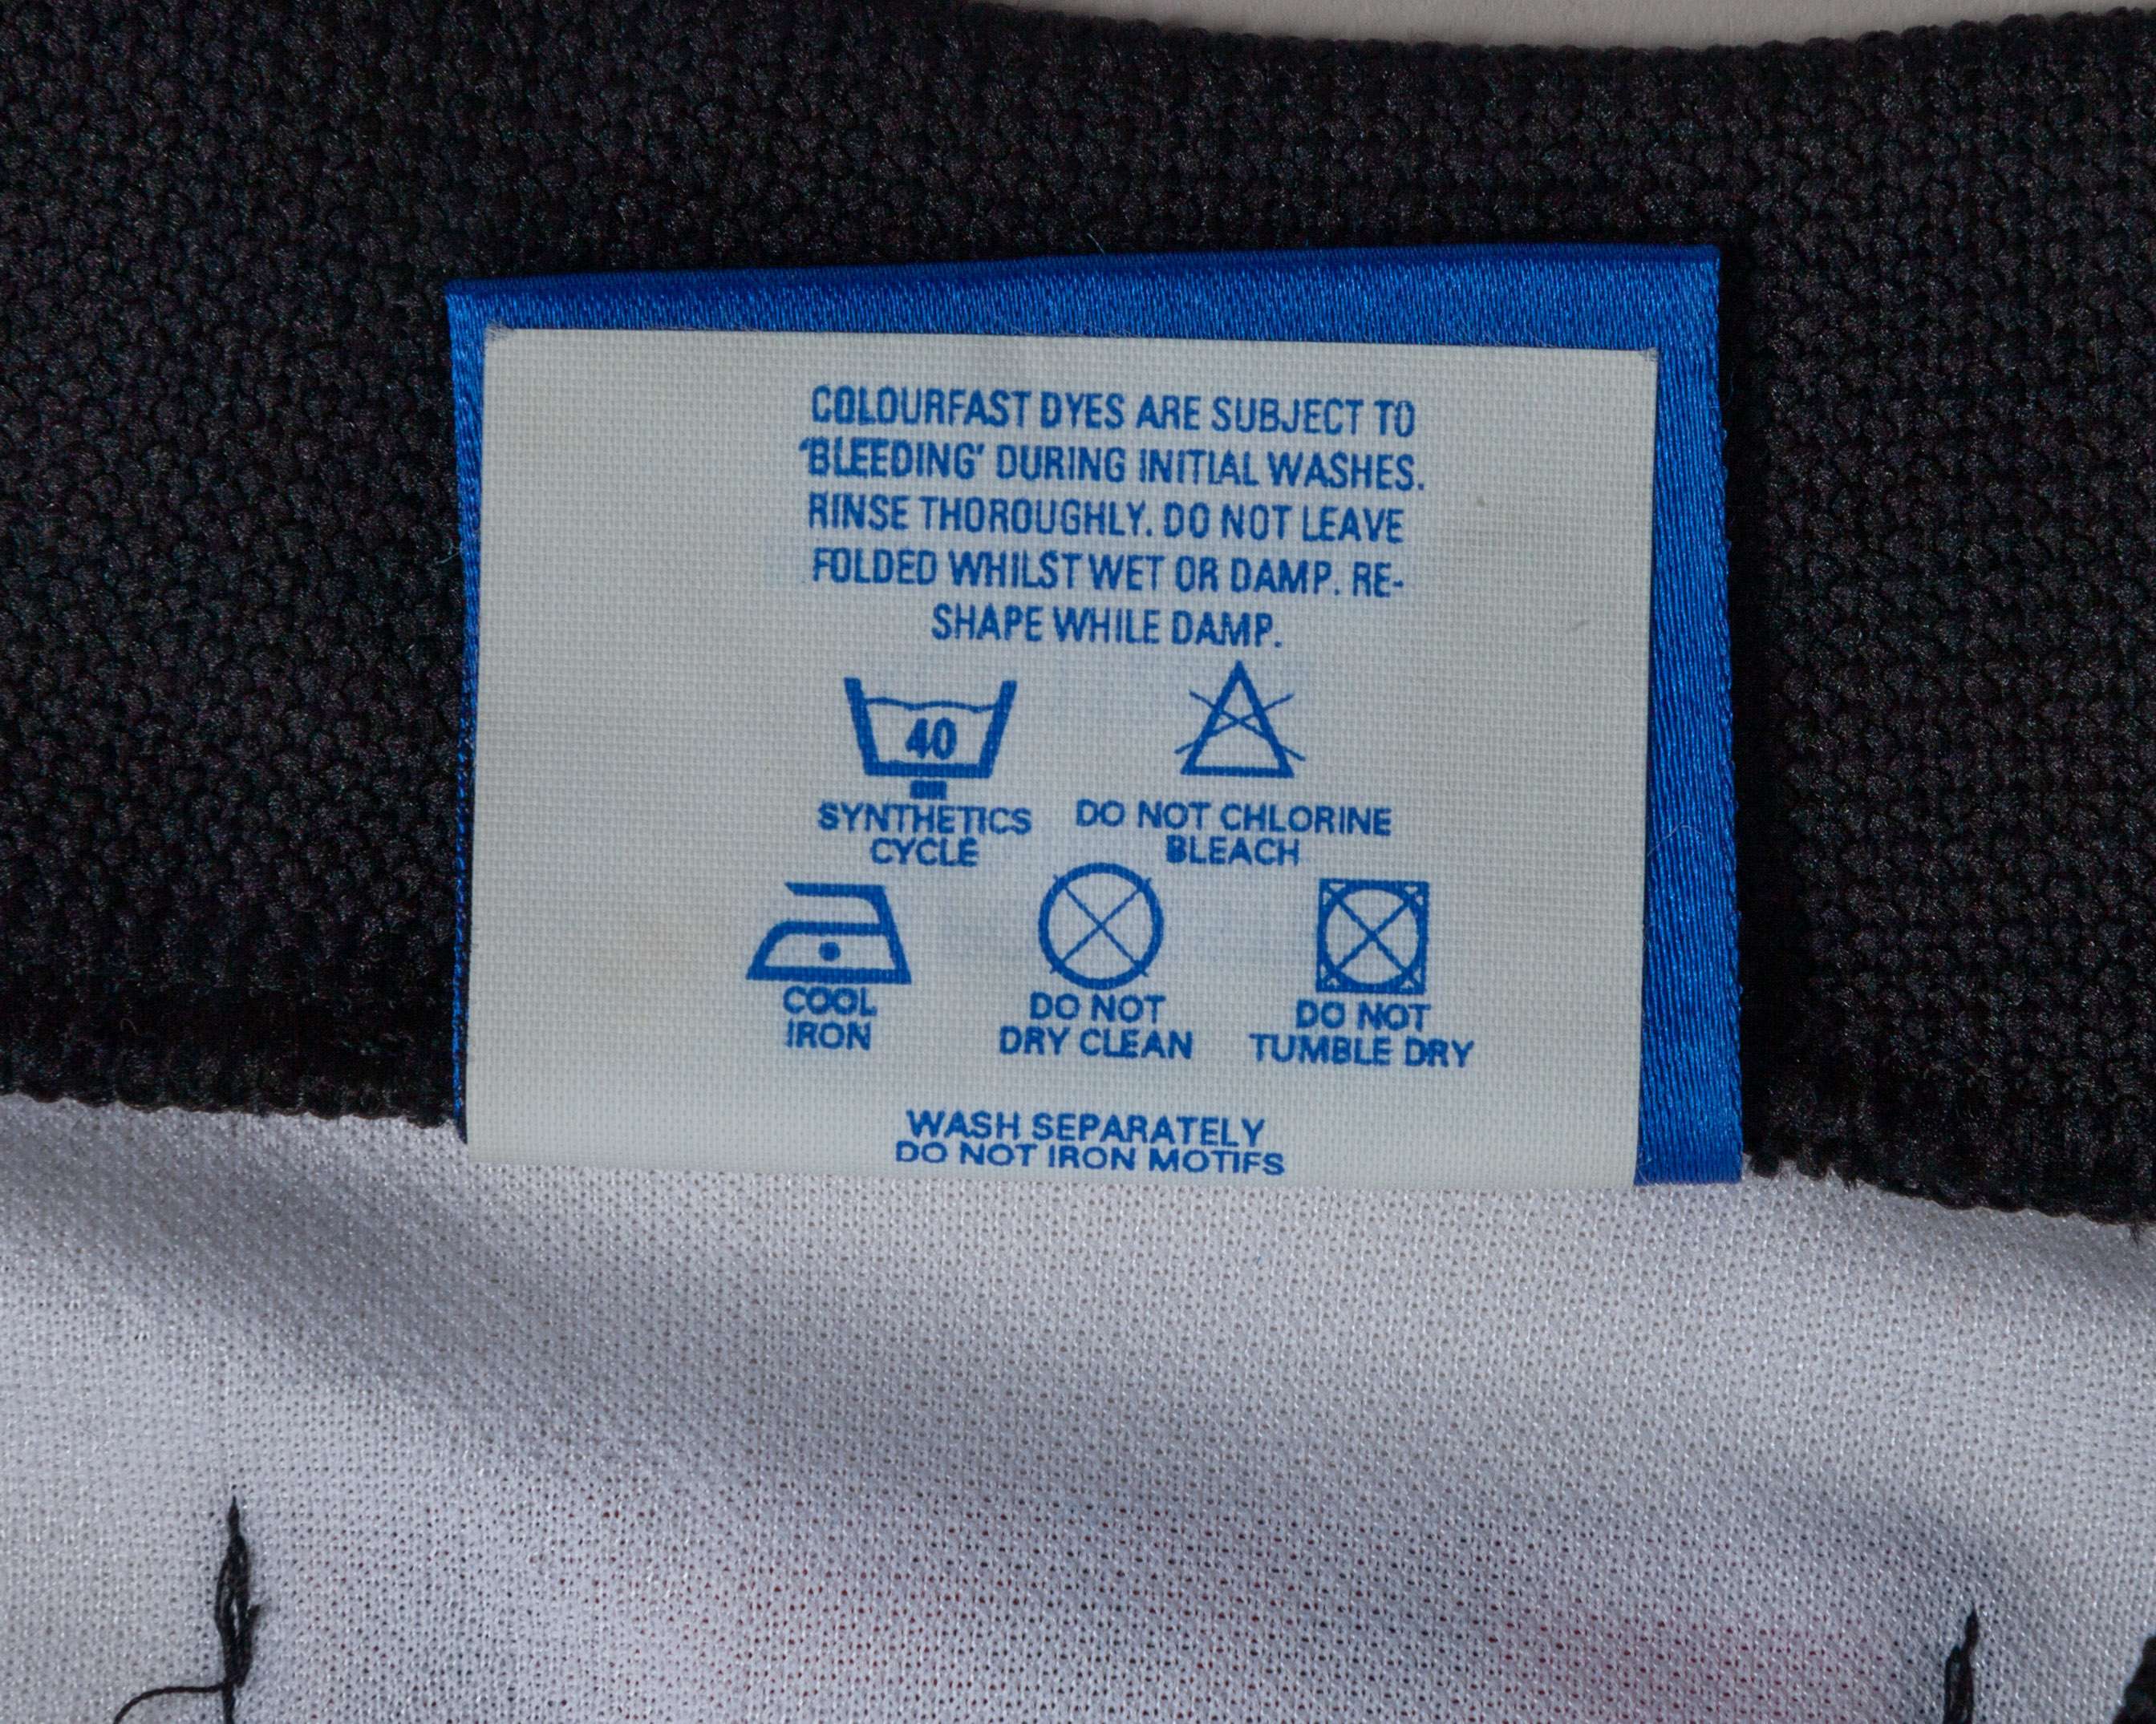 COLOURFAST DYES ARE SUBJECT TO
'BLEEDING' DURING INITIAL WASHES.
RINSE THOROUGHLY. DO NOT LEAVE
FOLDED WHILST WET OR DAMP. RE-
SHAPE WHILE DAMP.
40
SYNTHETICS CYCLE
DO NOT CHLORINE BLEACH
COOL IRON
DO NOT DRY CLEAN
DO NOT TUMBLE DRY
WASH SEPARATELY
DO NOT IRON MOTIFS